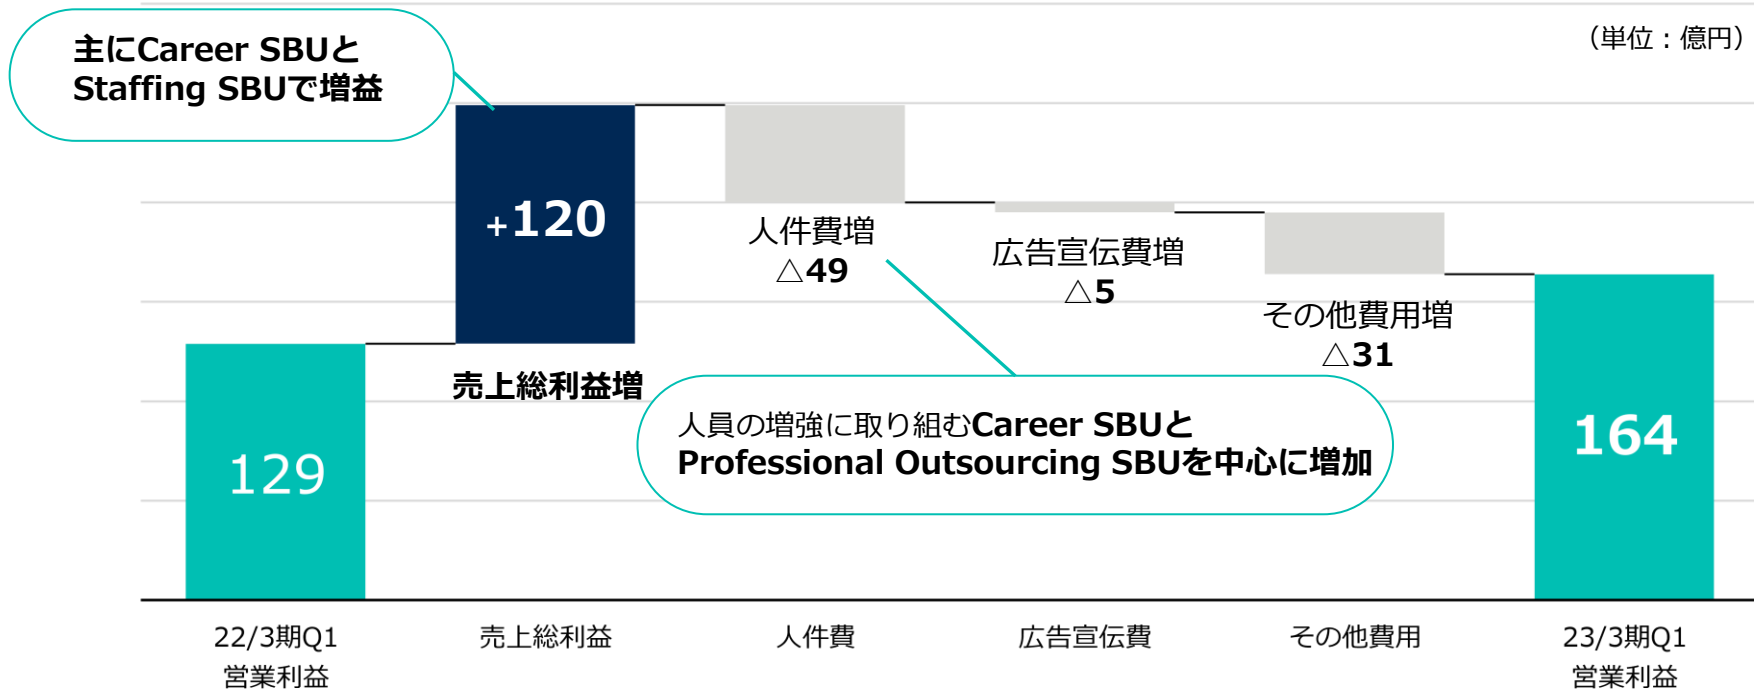 （単位：億円）
主にCareer SBUと
Staffing SBUで増益
+120
売上総利益増
人件費増
△49
広告宣伝費増
△5
その他費用増
△31
人員の増強に取り組むCareer SBUと
Professional Outsourcing SBUを中心に増加
129
164
22/3期Q1
営業利益
売上総利益
人件費
広告宣伝費
その他費用
23/3期Q1
営業利益